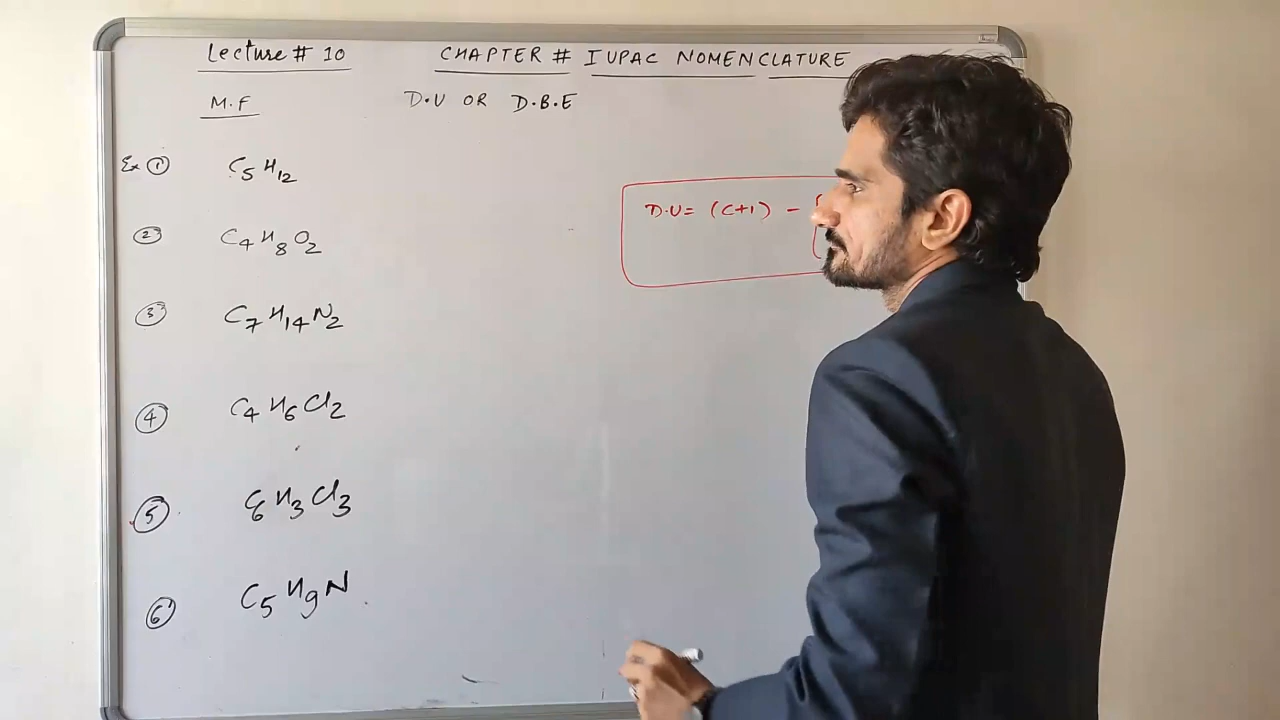 Lecture # 10 CHAPTER # IUPAC NOMENCLATURE
M.F D.U OR D.B.E
Ex ① C5H12
D.U = (C+1) -
② C4H8O2
③ C7H14N2
④ C4H6Cl2
⑤ C6H3Cl3
⑥ C5H9N